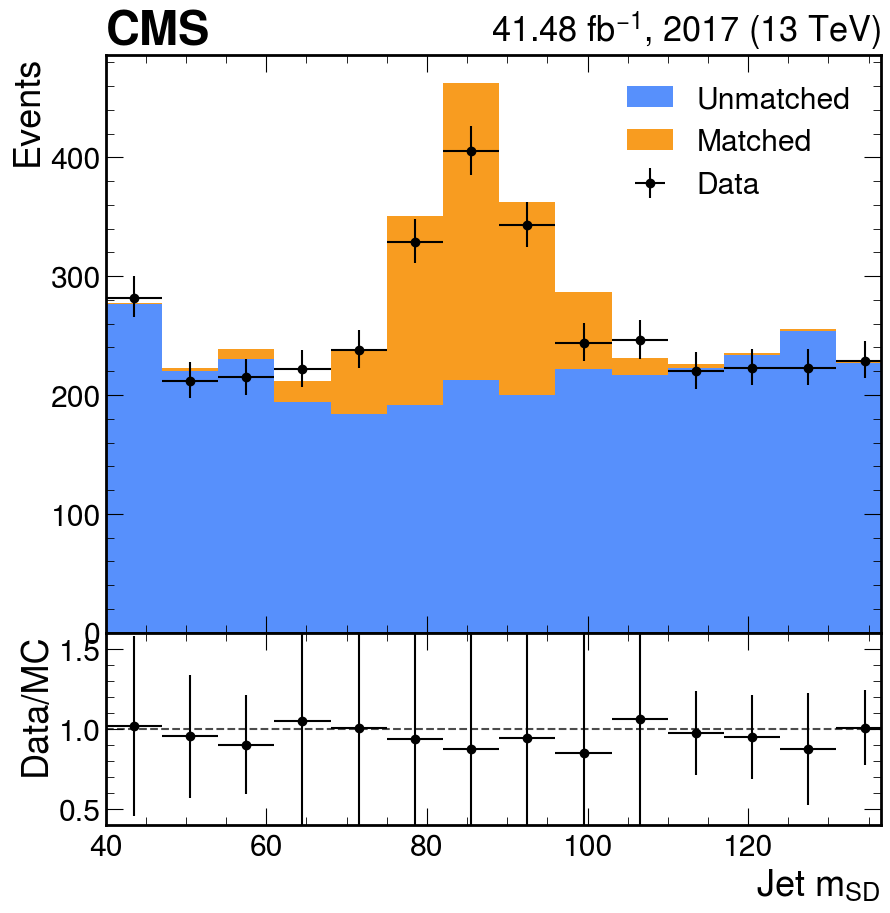 CMS 41.48 fb⁻¹, 2017 (13 TeV)
Events
Unmatched
Matched
Data
400
300
200
100
0
Data/MC
1.5
1.0
0.5
40 60 80 100 120
Jet m_SD